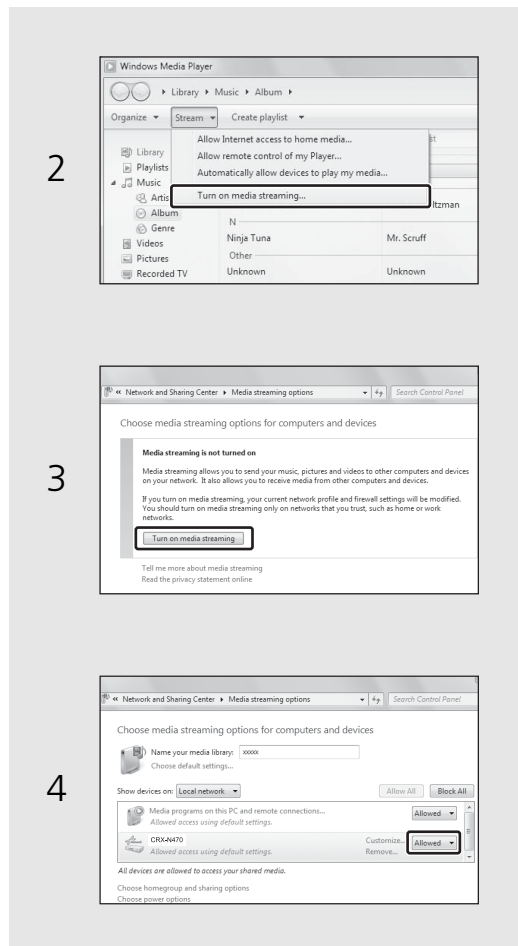 2
Windows Media Player
Library Music Album
Organize Stream Create playlist
Allow Internet access to home media...
Allow remote control of my Player...
Automatically allow devices to play my media...
Turn on media streaming...
Library
Playlists
Music
Artis
Album
Genre
Videos
Pictures
Recorded TV
ltzman
N
Ninja Tuna Mr. Scruff
Other
Unknown Unknown
3
« Network and Sharing Center Media streaming options Search Control Panel
Choose media streaming options for computers and devices
Media streaming is not turned on
Media streaming allows you to send your music, pictures and videos to other computers and devices
on your network. It also allows you to receive media from other computers and devices.
If you turn on media streaming, your current network profile and firewall settings will be modified.
You should turn on media streaming only on networks that you trust, such as home or work
networks.
Turn on media streaming
Tell me more about media streaming
Read the privacy statement online
4
« Network and Sharing Center Media streaming options Search Control Panel
Choose media streaming options for computers and devices
Name your media library: xxxxx
Choose default settings...
Show devices on: Local network Allow All Block All
Media programs on this PC and remote connections... Allowed
Allowed access using default settings.
CRX-N470 Customize... Allowed
Allowed access using default settings. Remove...
All devices are allowed to access your shared media.
Choose homegroup and sharing options
Choose power options